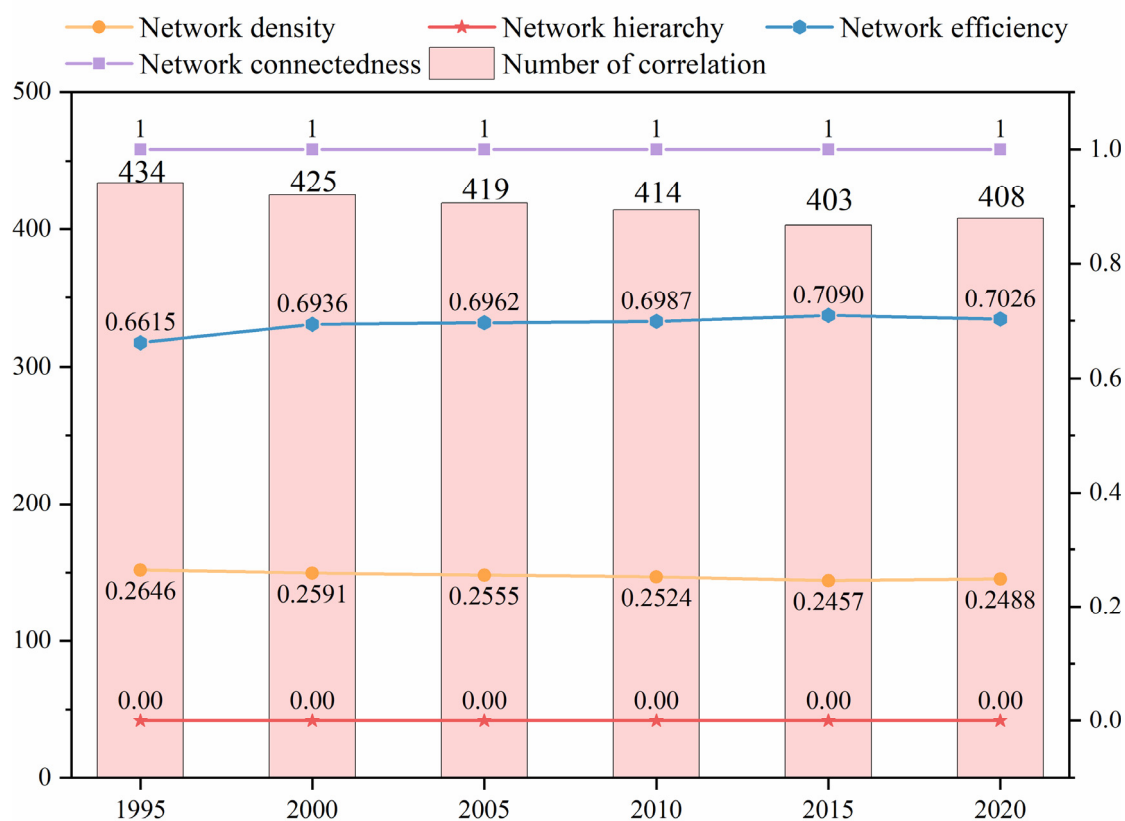 Network density Network hierarchy Network efficiency
Network connectedness Number of correlation
500
1 1 1 1 1 1
1.0
434 425 419 414 403 408
400
0.8
0.6615 0.6936 0.6962 0.6987 0.7090 0.7026
300
0.6
200
0.4
0.2646 0.2591 0.2555 0.2524 0.2457 0.2488
0.2
100
0.00 0.00 0.00 0.00 0.00 0.00
0.0
0
1995 2000 2005 2010 2015 2020